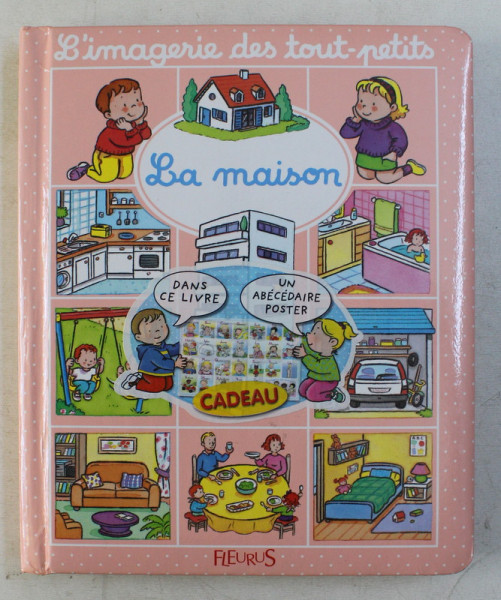 L'imagerie des tout-petits
La maison
DANS
CE LIVRE
UN
ABÉCÉDAIRE
POSTER
CADEAU
FLEURUS